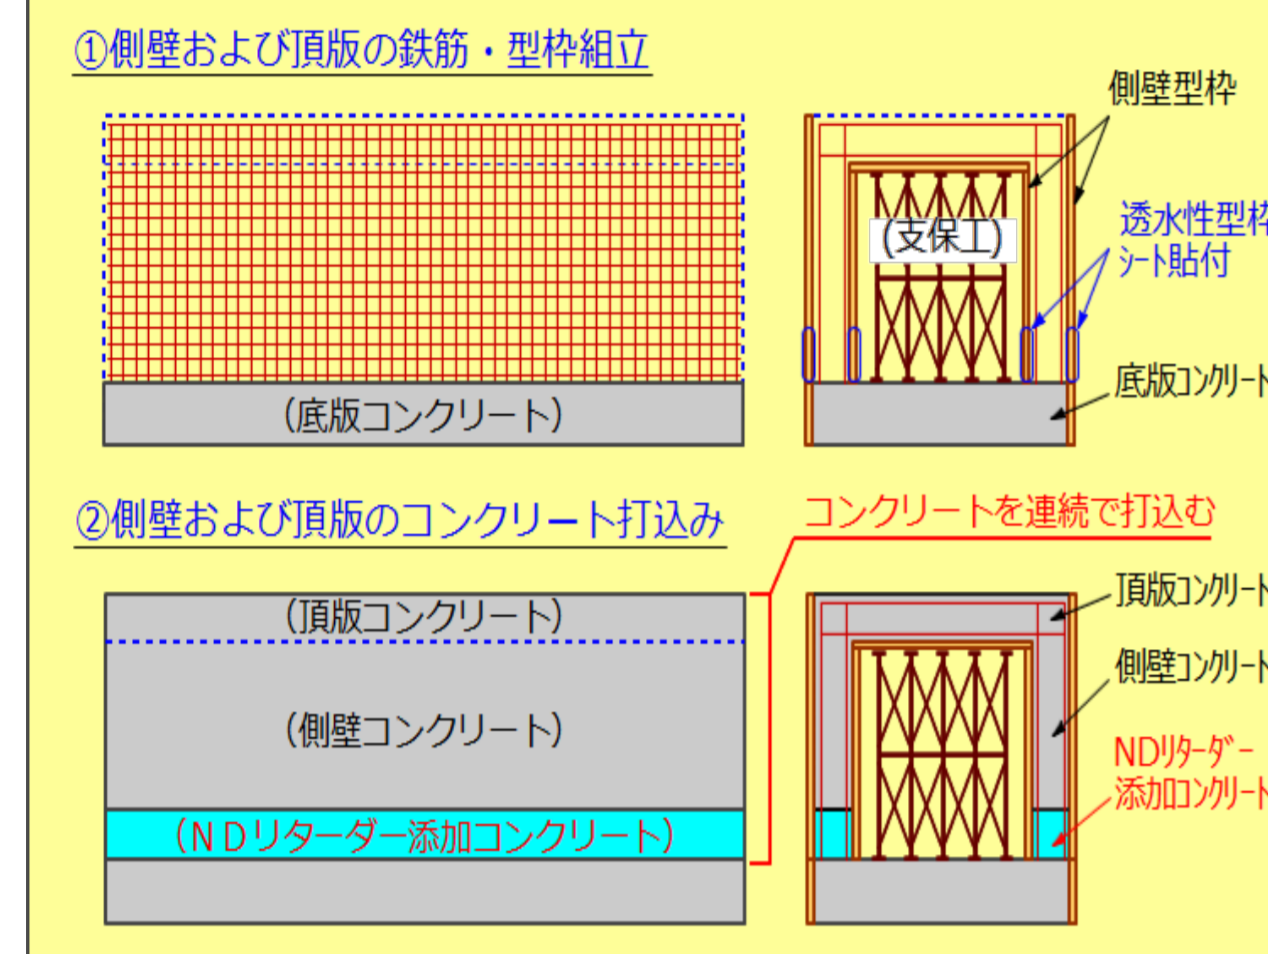 ①側壁および頂版の鉄筋・型枠組立
側壁型枠
透水性型枠
ｼｰﾄ貼付
(支保工)
底版ｺﾝｸﾘｰﾄ
(底版コンクリート)
②側壁および頂版のコンクリート打込み
コンクリートを連続で打込む
(頂版コンクリート)
頂版ｺﾝｸﾘｰﾄ
側壁ｺﾝｸﾘｰﾄ
(側壁コンクリート)
NDﾘﾀｰﾀﾞｰ
添加ｺﾝｸﾘｰﾄ
(ＮＤリターダー添加コンクリート)